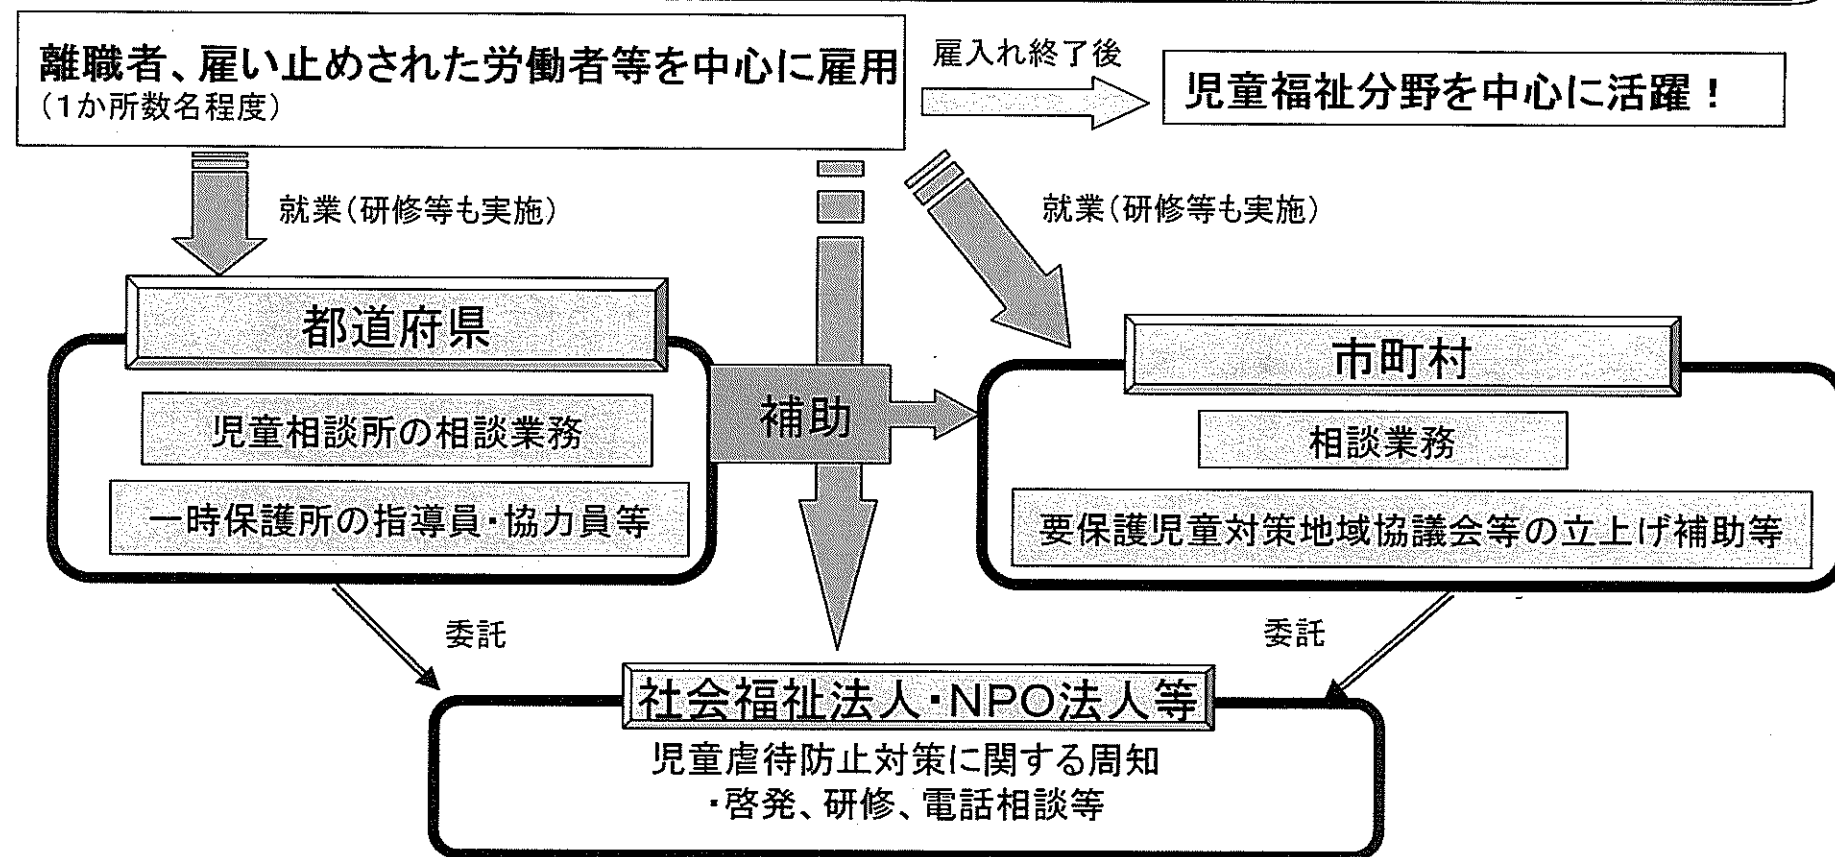 離職者、雇い止めされた労働者等を中心に雇用
(1か所数名程度)
雇入れ終了後
児童福祉分野を中心に活躍!
就業(研修等も実施)
就業(研修等も実施)
都道府県
児童相談所の相談業務
一時保護所の指導員・協力員等
補助
市町村
相談業務
要保護児童対策地域協議会等の立上げ補助等
委託
委託
社会福祉法人・NPO法人等
児童虐待防止対策に関する周知
・啓発、研修、電話相談等